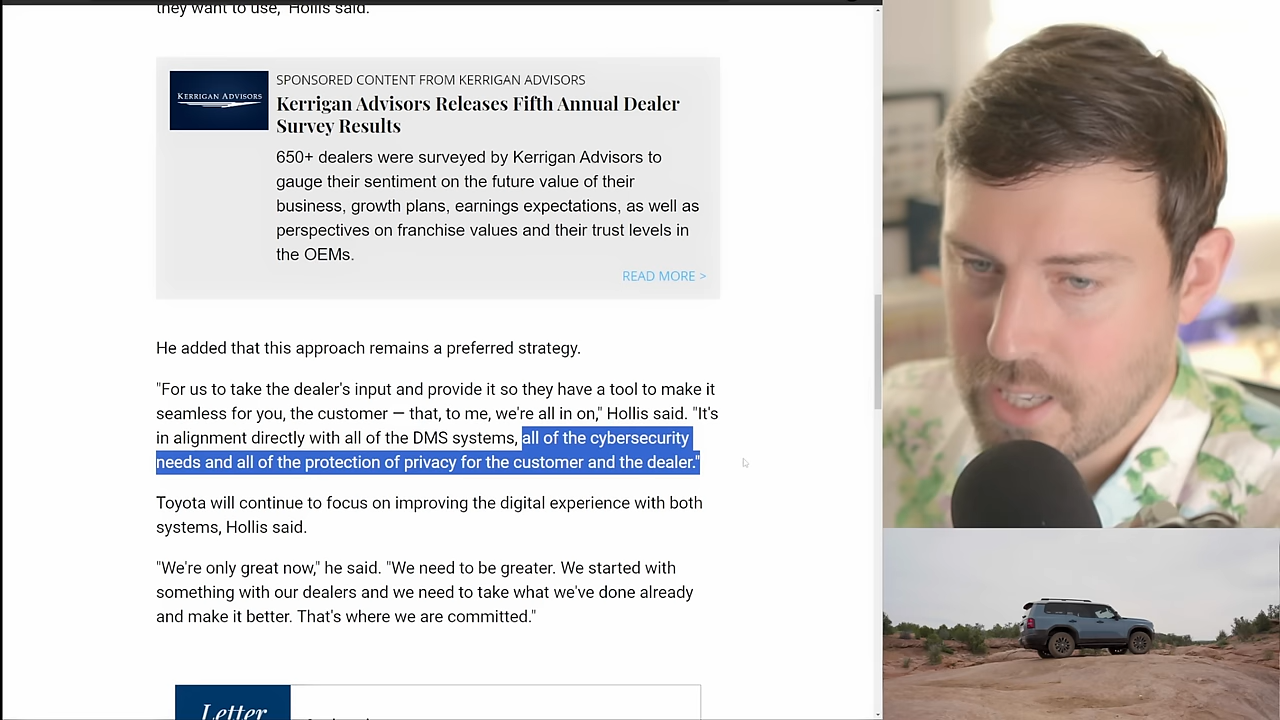 they want to use," Hollis said.
KERRIGAN ADVISORS
SPONSORED CONTENT FROM KERRIGAN ADVISORS
Kerrigan Advisors Releases Fifth Annual Dealer
Survey Results
650+ dealers were surveyed by Kerrigan Advisors to
gauge their sentiment on the future value of their
business, growth plans, earnings expectations, as well as
perspectives on franchise values and their trust levels in
the OEMs.
READ MORE >
He added that this approach remains a preferred strategy.
"For us to take the dealer's input and provide it so they have a tool to make it
seamless for you, the customer — that, to me, we're all in on," Hollis said. "It's
in alignment directly with all of the DMS systems, all of the cybersecurity
needs and all of the protection of privacy for the customer and the dealer."
Toyota will continue to focus on improving the digital experience with both
systems, Hollis said.
"We're only great now," he said. "We need to be greater. We started with
something with our dealers and we need to take what we've done already
and make it better. That's where we are committed."
Letter